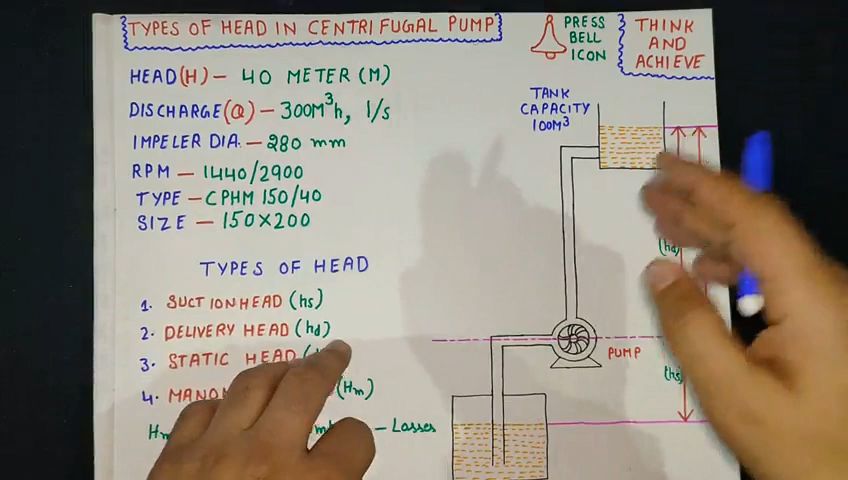 TYPES OF HEAD IN CENTRIFUGAL PUMP
PRESS
BELL
ICON
THINK
AND
ACHIEVE
HEAD(H) – 40 METER (M)
DISCHARGE(Q) – 300M³h, l/s
IMPELER DIA. – 280 mm
RPM – 1440/2900
TYPE – CPHM 150/40
SIZE – 150×200
TANK
CAPACITY
100M³
TYPES OF HEAD
1. SUCTION HEAD (hs)
2. DELIVERY HEAD (hd)
3. STATIC HEAD
4. (Hm)
– Losses
(hd)
PUMP
(hs)